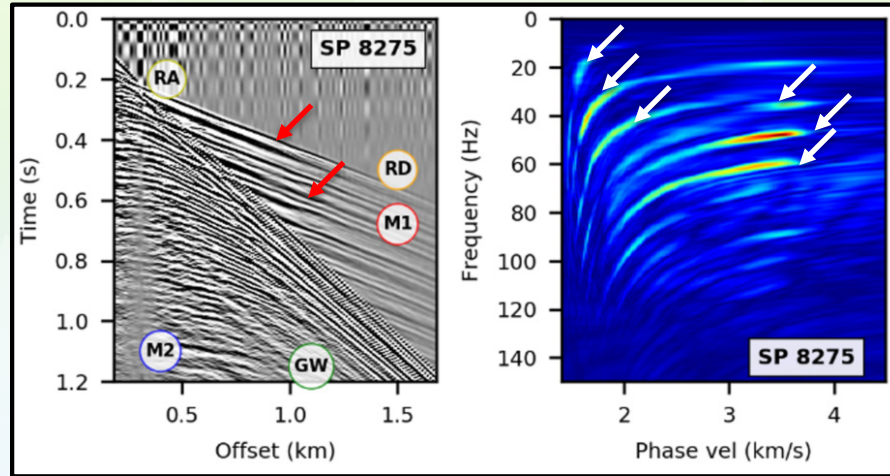 0.0
0.2
0.4
0.6
0.8
1.0
1.2
Time (s)
SP 8275
RA
RD
M1
M2
GW
0.5
1.0
1.5
Offset (km)
0
20
40
60
80
100
120
140
Frequency (Hz)
SP 8275
2
3
4
Phase vel (km/s)